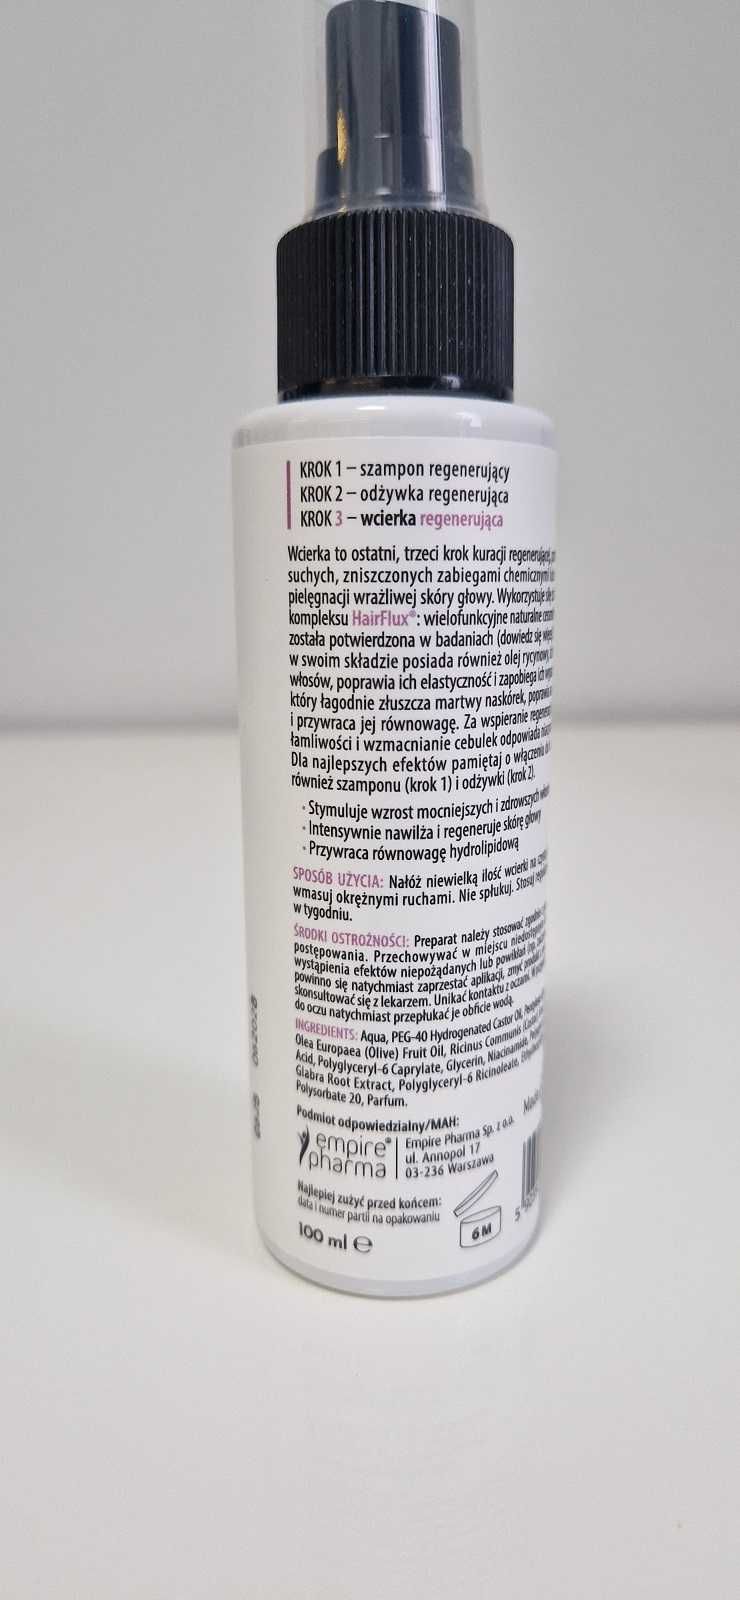 KROK 1 – szampon regenerujący
KROK 2 – odżywka regenerująca
KROK 3 – wcierka regenerująca
Wcierka to ostatni, trzeci krok kuracji regenerującej,
suchych, zniszczonych zabiegami chemicznymi
pielęgnacji wrażliwej skóry głowy. Wykorzystuje
kompleksu HairFlux®: wielofunkcyjne naturalne
została potwierdzona w badaniach (dowiedz się
w swoim składzie posiada również olej rycynowy,
włosów, poprawia ich elastyczność i zapobiega ich
który łagodnie złuszcza martwy naskórek, poprawia
i przywraca jej równowagę. Za wspieranie
łamliwości i wzmacnianie cebulek odpowiada
Dla najlepszych efektów pamiętaj o włączeniu
również szamponu (krok 1) i odżywki (krok 2).
· Stymuluje wzrost mocniejszych i zdrowszych
· Intensywnie nawilża i regeneruje skórę głowy
· Przywraca równowagę hydrolipidową
SPOSÓB UŻYCIA: Nałóż niewielką ilość wcierki na
wmasuj okrężnymi ruchami. Nie spłukuj. Stosuj
w tygodniu.
ŚRODKI OSTROŻNOŚCI: Preparat należy stosować zgodnie
postępowania. Przechowywać w miejscu
wystąpienia efektów niepożądanych lub powikłań
powinno się natychmiast zaprzestać aplikacji, zmyć produkt
skonsultować się z lekarzem. Unikać kontaktu z oczami.
do oczu natychmiast przepłukać je obficie wodą.
INGREDIENTS: Aqua, PEG-40 Hydrogenated Castor Oil,
Olea Europaea (Olive) Fruit Oil, Ricinus Communis
Acid, Polyglyceryl-6 Caprylate, Glycerin, Niacinamide,
Glabra Root Extract, Polyglyceryl-6 Ricinoleate,
Polysorbate 20, Parfum.
Podmiot odpowiedzialny/MAH:
empire®
pharma
Empire Pharma Sp. z o.o.
ul. Annopol 17
03-236 Warszawa
Najlepiej zużyć przed końcem:
data i numer partii na opakowaniu
6 M
100 ml ℮